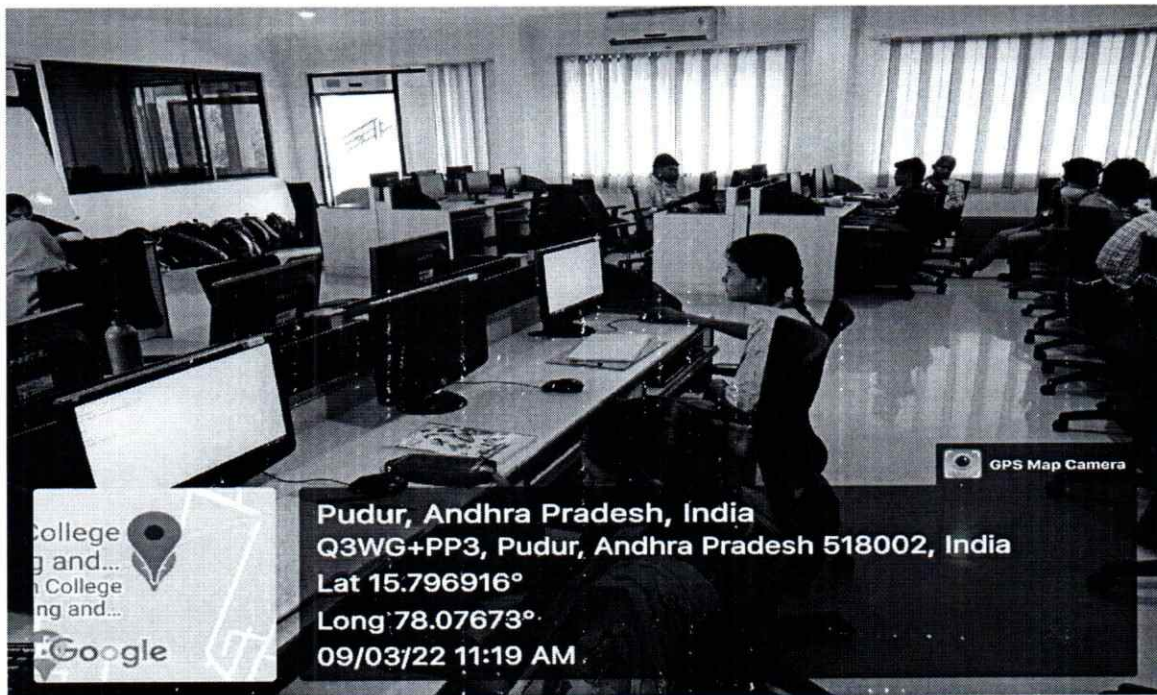 GPS Map Camera
Pudur, Andhra Pradesh, India
Q3WG+PP3, Pudur, Andhra Pradesh 518002, India
Lat 15.796916°
Long 78.07673°
09/03/22 11:19 AM
College
g and...
n College
ng and...
Google